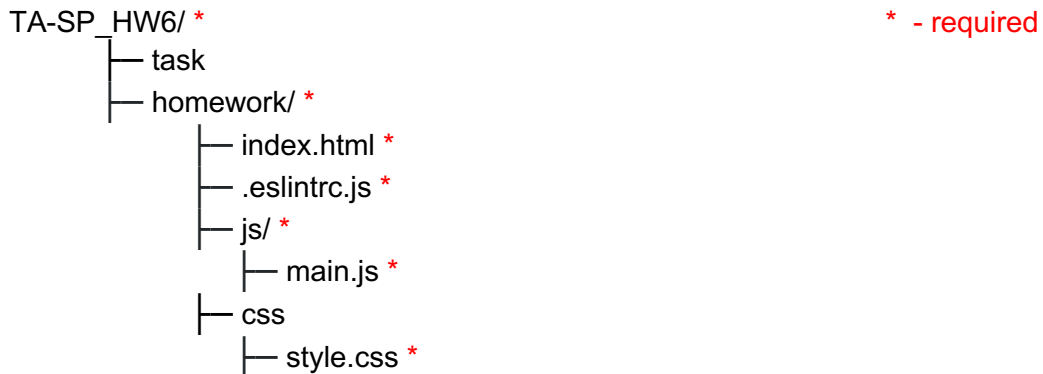 TA-SP_HW6/ * * - required
├── task
├── homework/ *
├── index.html *
├── .eslintrc.js *
├── js/ *
├── main.js *
├── css
├── style.css *